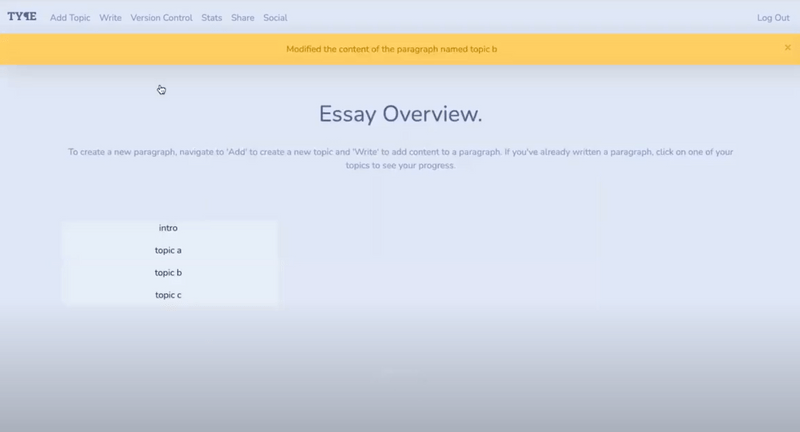 TY¶E Add Topic Write Version Control Stats Share Social Log Out
Modified the content of the paragraph named topic b ×
Essay Overview.
To create a new paragraph, navigate to 'Add' to create a new topic and 'Write' to add content to a paragraph. If you've already written a paragraph, click on one of your
topics to see your progress.
intro
topic a
topic b
topic c